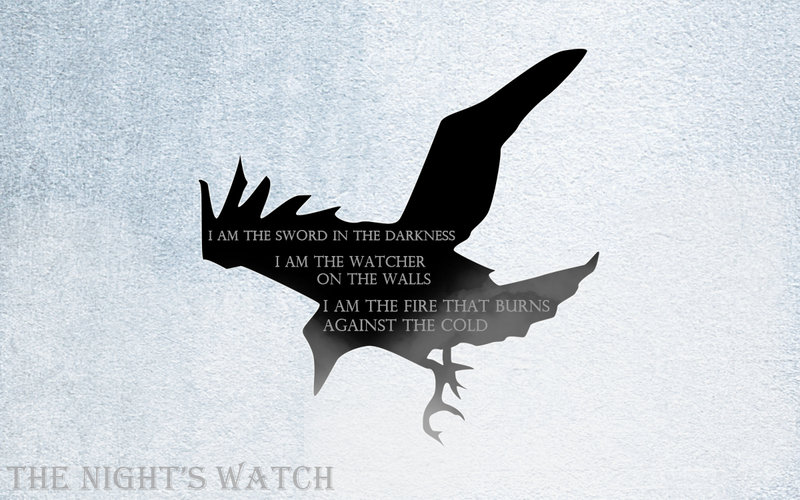 I AM THE SWORD IN THE DARKNESS
I AM THE WATCHER
ON THE WALLS
I AM THE FIRE THAT BURNS
AGAINST THE COLD
THE NIGHT'S WATCH